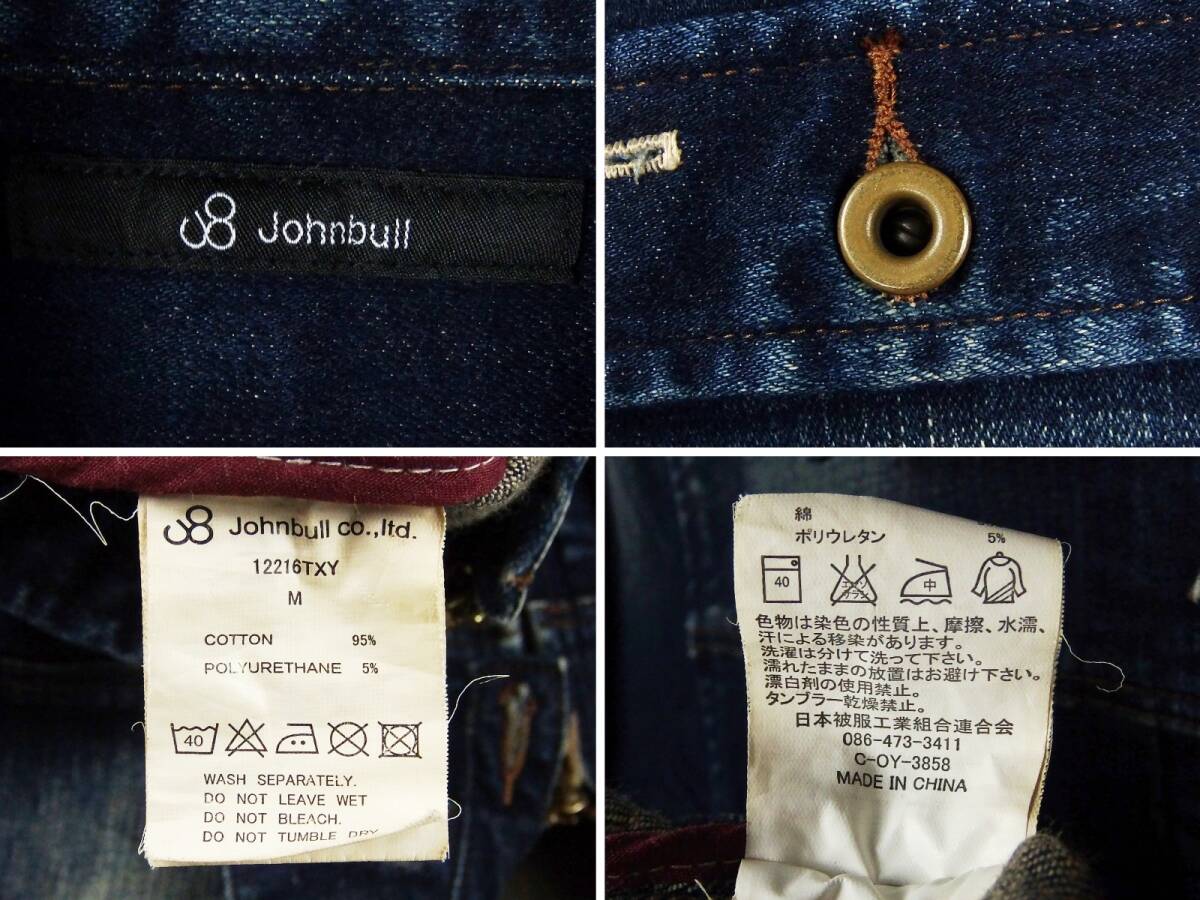 Johnbull
Johnbull co.,ltd.
12216TXY
M
COTTON 95%
POLYURETHANE 5%
40
WASH SEPARATELY.
DO NOT LEAVE WET
DO NOT BLEACH.
DO NOT TUMBLE DRY
綿
ポリウレタン 5%
40 エンソ 中
サラシ
色物は染色の性質上、摩擦、水濡、
汗による移染があります。
洗濯は分けて洗って下さい。
濡れたままの放置はお避け下さい。
漂白剤の使用禁止。
タンブラー乾燥禁止。
日本被服工業組合連合会
086-473-3411
C-OY-3858
MADE IN CHINA